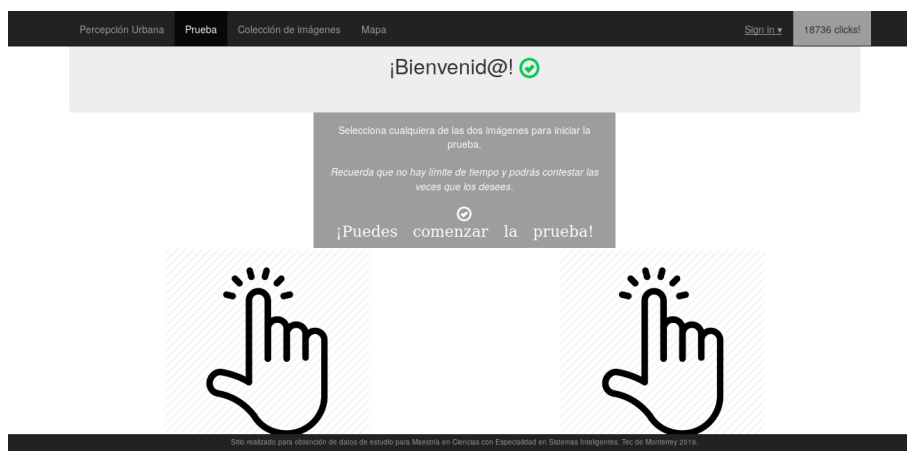 Percepción Urbana Prueba Colección de imágenes Mapa Sign In ▾ 18736 clicks!
¡Bienvenid@!
Selecciona cualquiera de las dos imágenes para iniciar la
prueba.
Recuerda que no hay límite de tiempo y podrás contestar las
veces que los desees.
¡Puedes comenzar la prueba!
Sitio realizado para obtención de datos de estudio para Maestría en Ciencias con Especialidad en Sistemas Inteligentes. Tec de Monterrey 2019.